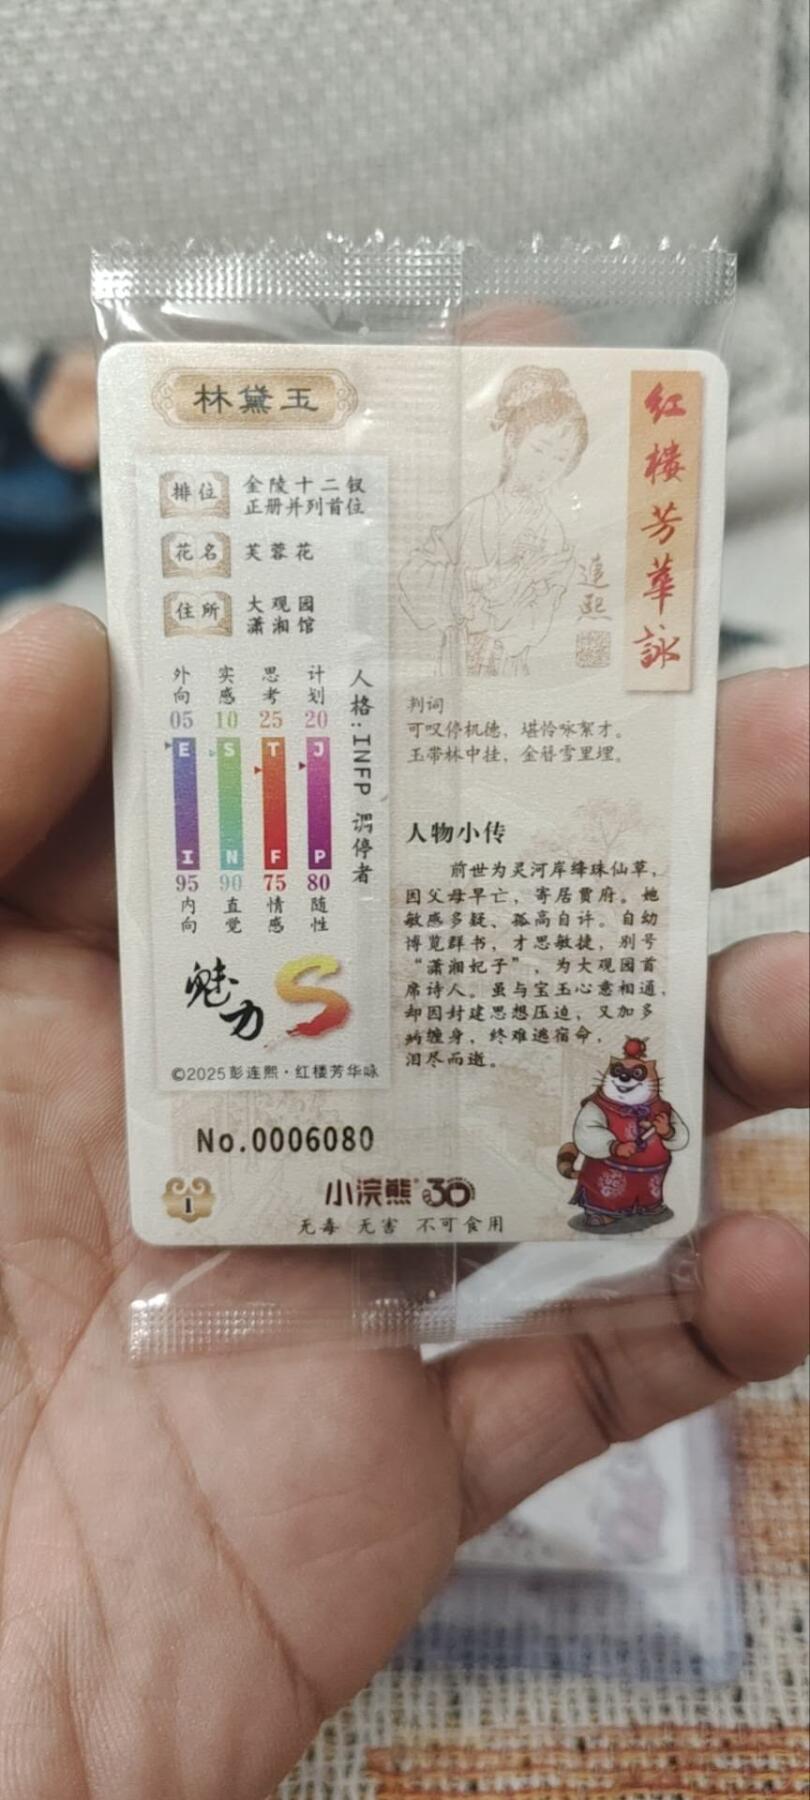 林黛玉
红楼芳華詠
排位
金陵十二钗
正册并列首位
花名
芙蓉花
住所
大观园
潇湘馆
外向 实感 思考 计划
05 10 25 20
E S T J
I N F P
95 90 75 80
内向 直觉 情感 随性
人格:INFP 调停者
連熙
判词
可叹停机德，堪怜咏絮才。
玉带林中挂，金簪雪里埋。
人物小传
前世为灵河岸绛珠仙草，
因父母早亡，寄居贾府。她
敏感多疑、孤高自许。自幼
博览群书，才思敏捷，别号
“潇湘妃子”，为大观园首
席诗人。虽与宝玉心意相通，
却因封建思想压迫，又加多
病缠身，终难逃宿命，
泪尽而逝。
魅力 S
©2025彭连熙·红楼芳华咏
No.0006080
1
小浣熊 30
无毒 无害 不可食用